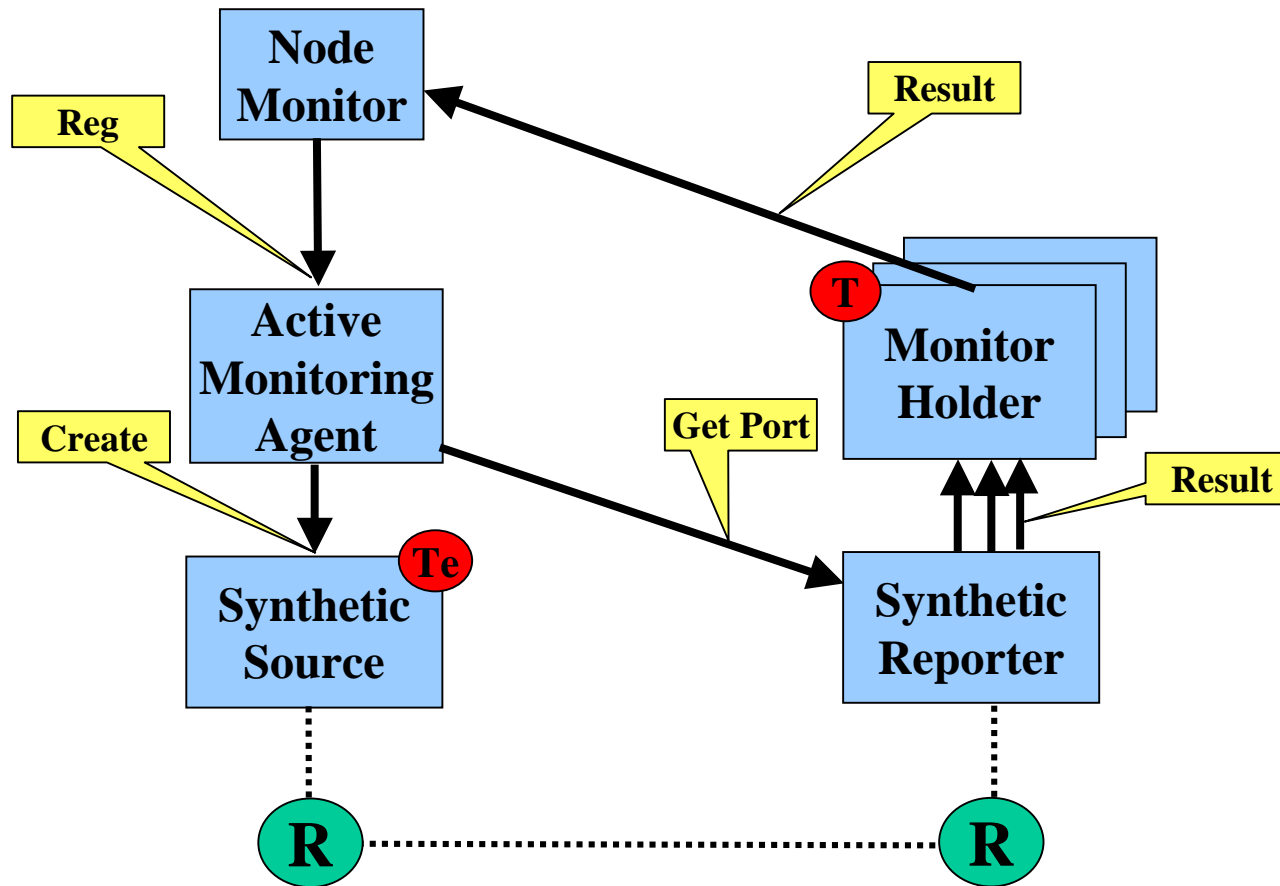 Node
Monitor
Result
Reg
T
Active
Monitoring
Agent
Monitor
Holder
Create
Get Port
Result
Te
Synthetic
Source
Synthetic
Reporter
R
R